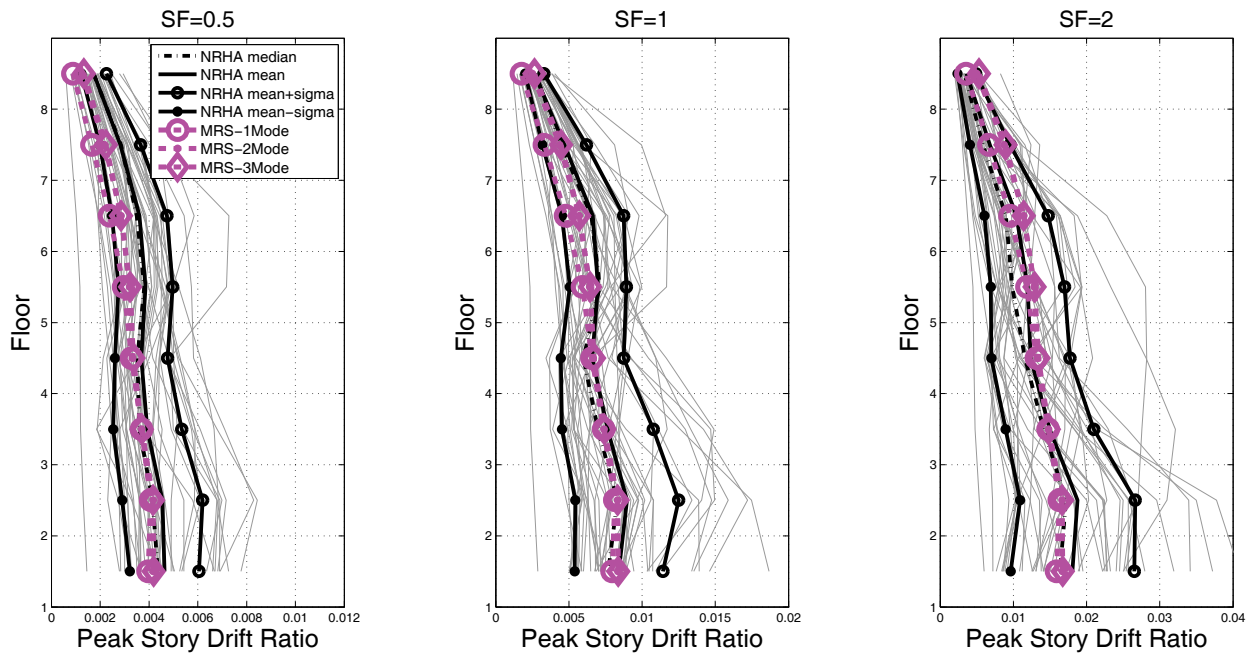 SF=0.5
NRHA median
NRHA mean
NRHA mean+sigma
NRHA mean−sigma
MRS−1Mode
MRS−2Mode
MRS−3Mode
8
7
6
5
4
3
2
1
Floor
0.002 0.004 0.006 0.008 0.01 0.012
Peak Story Drift Ratio
SF=1
8
7
6
5
4
3
2
1
Floor
0 0.005 0.01 0.015 0.02
Peak Story Drift Ratio
SF=2
8
7
6
5
4
3
2
1
Floor
0 0.01 0.02 0.03 0.04
Peak Story Drift Ratio